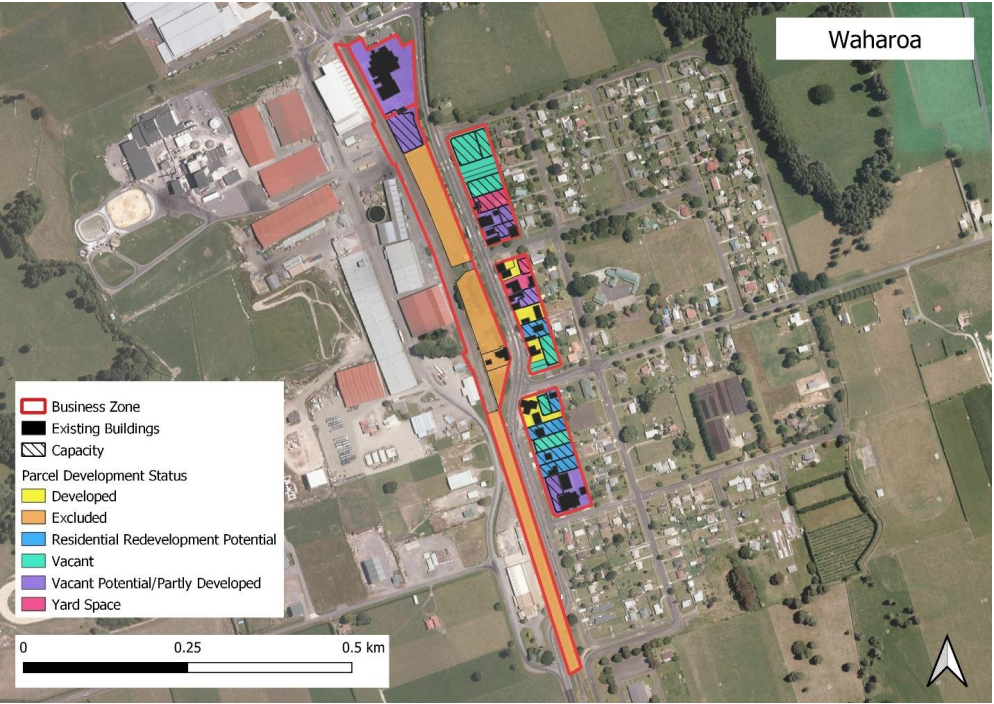 Waharoa
Business Zone
Existing Buildings
Capacity
Parcel Development Status
Developed
Excluded
Residential Redevelopment Potential
Vacant
Vacant Potential/Partly Developed
Yard Space
0 0.25 0.5 km